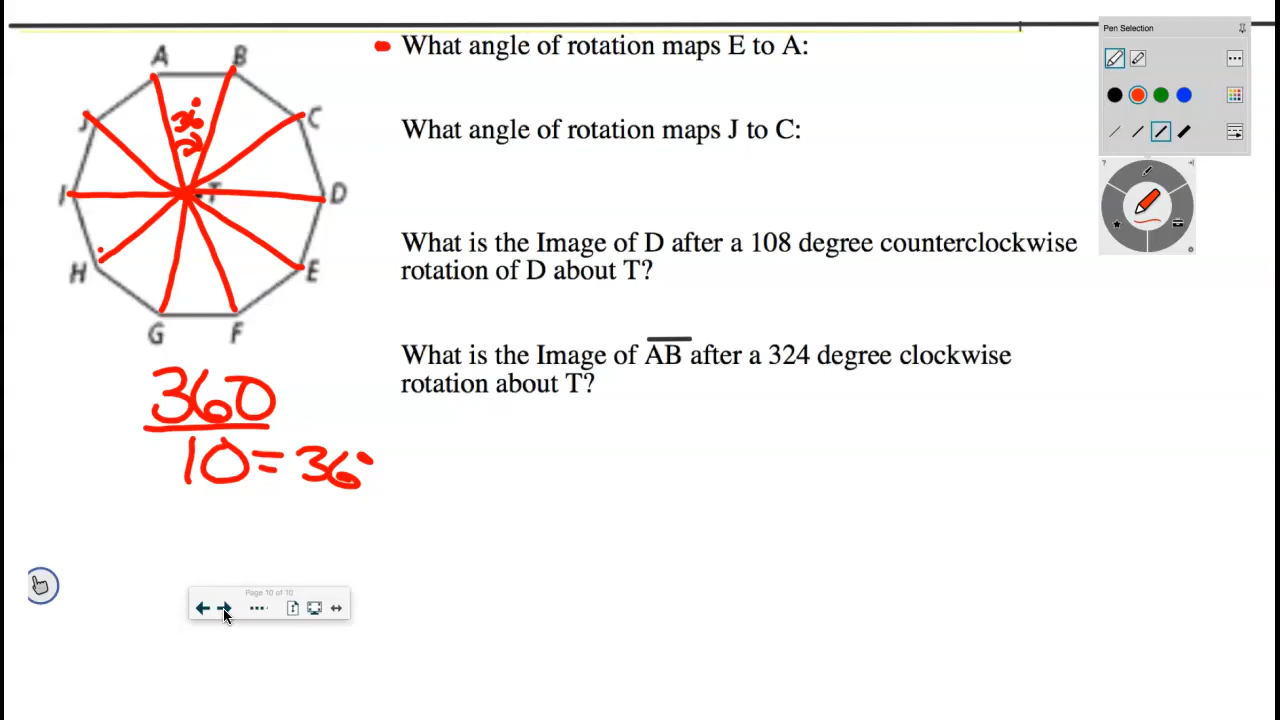 A B
J C
36°
I T D
H E
G F
360
10 = 36°
What angle of rotation maps E to A:
What angle of rotation maps J to C:
What is the Image of D after a 108 degree counterclockwise
rotation of D about T?
What is the Image of AB after a 324 degree clockwise
rotation about T?
Pen Selection
Page 10 of 10